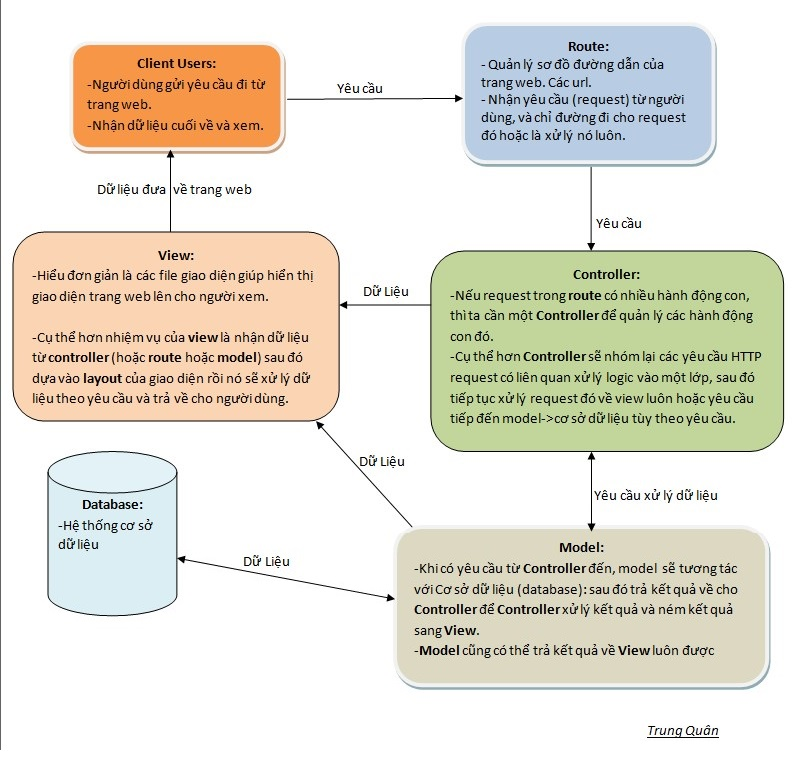 Client Users:
-Người dùng gửi yêu cầu đi từ
trang web.
-Nhận dữ liệu cuối về và xem.
Yêu cầu
Route:
- Quản lý sơ đồ đường dẫn của
trang web. Các url.
- Nhận yêu cầu (request) từ người
dùng, và chỉ đường đi cho request
đó hoặc là xử lý nó luôn.
Dữ liệu đưa về trang web
Yêu cầu
View:
-Hiểu đơn giản là các file giao diện giúp hiển thị
giao diện trang web lên cho người xem.
-Cụ thể hơn nhiệm vụ của view là nhận dữ liệu
từ controller (hoặc route hoặc model) sau đó
dựa vào layout của giao diện rồi nó sẽ xử lý dữ
liệu theo yêu cầu và trả về cho người dùng.
Dữ Liệu
Controller:
-Nếu request trong route có nhiều hành động con,
thì ta cần một Controller để quản lý các hành động
con đó.
-Cụ thể hơn Controller sẽ nhóm lại các yêu cầu HTTP
request có liên quan xử lý logic vào một lớp, sau đó
tiếp tục xử lý request đó về view luôn hoặc yêu cầu
tiếp đến model->cơ sở dữ liệu tùy theo yêu cầu.
Dữ Liệu
Yêu cầu xử lý dữ liệu
Database:
-Hệ thống cơ sở
dữ liệu
Dữ Liệu
Model:
-Khi có yêu cầu từ Controller đến, model sẽ tương tác
với Cơ sở dữ liệu (database): sau đó trả kết quả về cho
Controller để Controller xử lý kết quả và ném kết quả
sang View.
-Model cũng có thể trả kết quả về View luôn được
Trung Quân